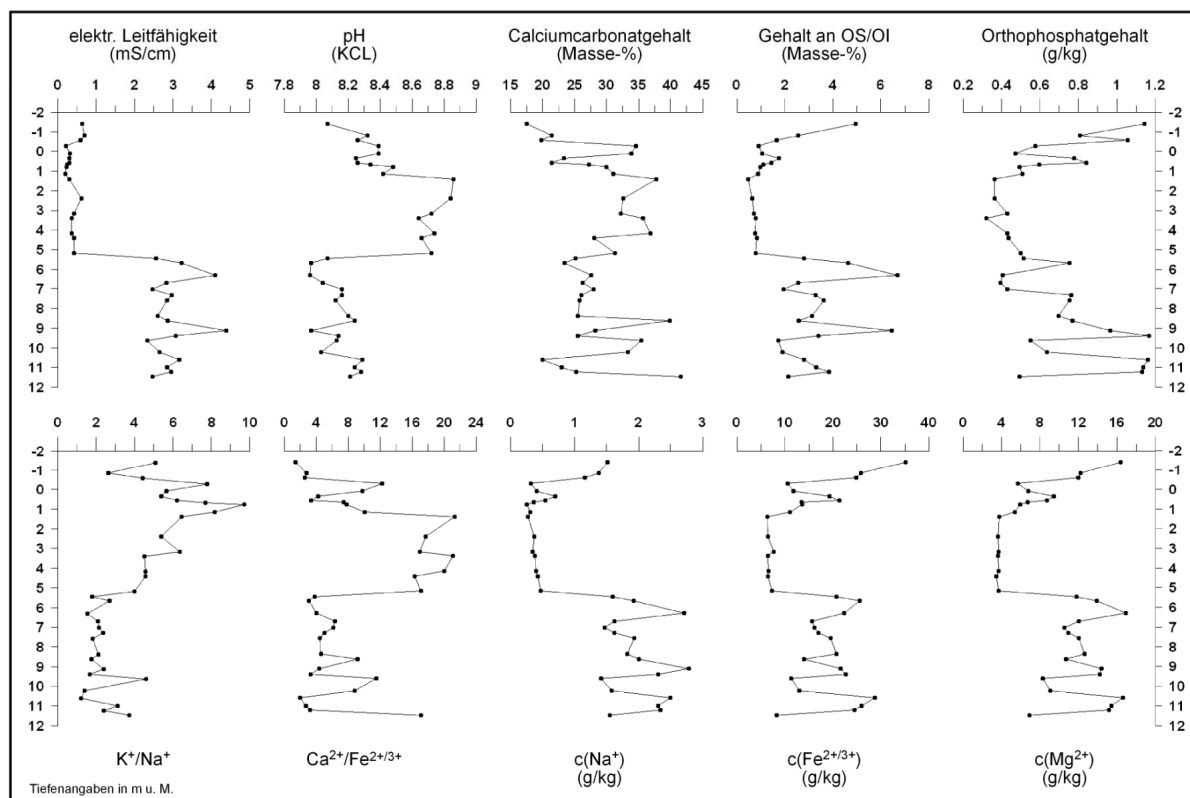 elektr. Leitfähigkeit
(mS/cm)
pH
(KCL)
Calciumcarbonatgehalt
(Masse-%)
Gehalt an OS/OI
(Masse-%)
Orthophosphatgehalt
(g/kg)
0 1 2 3 4 5
7.8 8 8.2 8.4 8.6 8.8 9
15 20 25 30 35 40 45
0 2 4 6 8
0.2 0.4 0.6 0.8 1 1.2
-2 -2
-1 -1
0 0
1 1
2 2
3 3
4 4
5 5
6 6
7 7
8 8
9 9
10 10
11 11
12 12
0 2 4 6 8 10
0 4 8 12 16 20 24
0 1 2 3
0 10 20 30 40
0 4 8 12 16 20
-2 -2
-1 -1
0 0
1 1
2 2
3 3
4 4
5 5
6 6
7 7
8 8
9 9
10 10
11 11
12 12
K⁺/Na⁺
Ca²⁺/Fe²⁺/³⁺
c(Na⁺)
(g/kg)
c(Fe²⁺/³⁺)
(g/kg)
c(Mg²⁺)
(g/kg)
Tiefenangaben in m u. M.